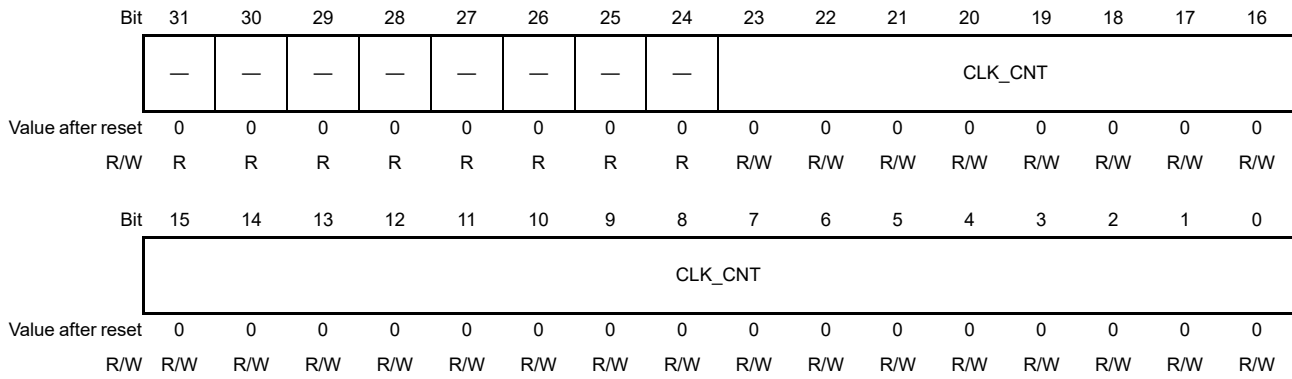 Bit 31 30 29 28 27 26 25 24 23 22 21 20 19 18 17 16
— — — — — — — — CLK_CNT
Value after reset 0 0 0 0 0 0 0 0 0 0 0 0 0 0 0 0
R/W R R R R R R R R R/W R/W R/W R/W R/W R/W R/W R/W
Bit 15 14 13 12 11 10 9 8 7 6 5 4 3 2 1 0
CLK_CNT
Value after reset 0 0 0 0 0 0 0 0 0 0 0 0 0 0 0 0
R/W R/W R/W R/W R/W R/W R/W R/W R/W R/W R/W R/W R/W R/W R/W R/W R/W